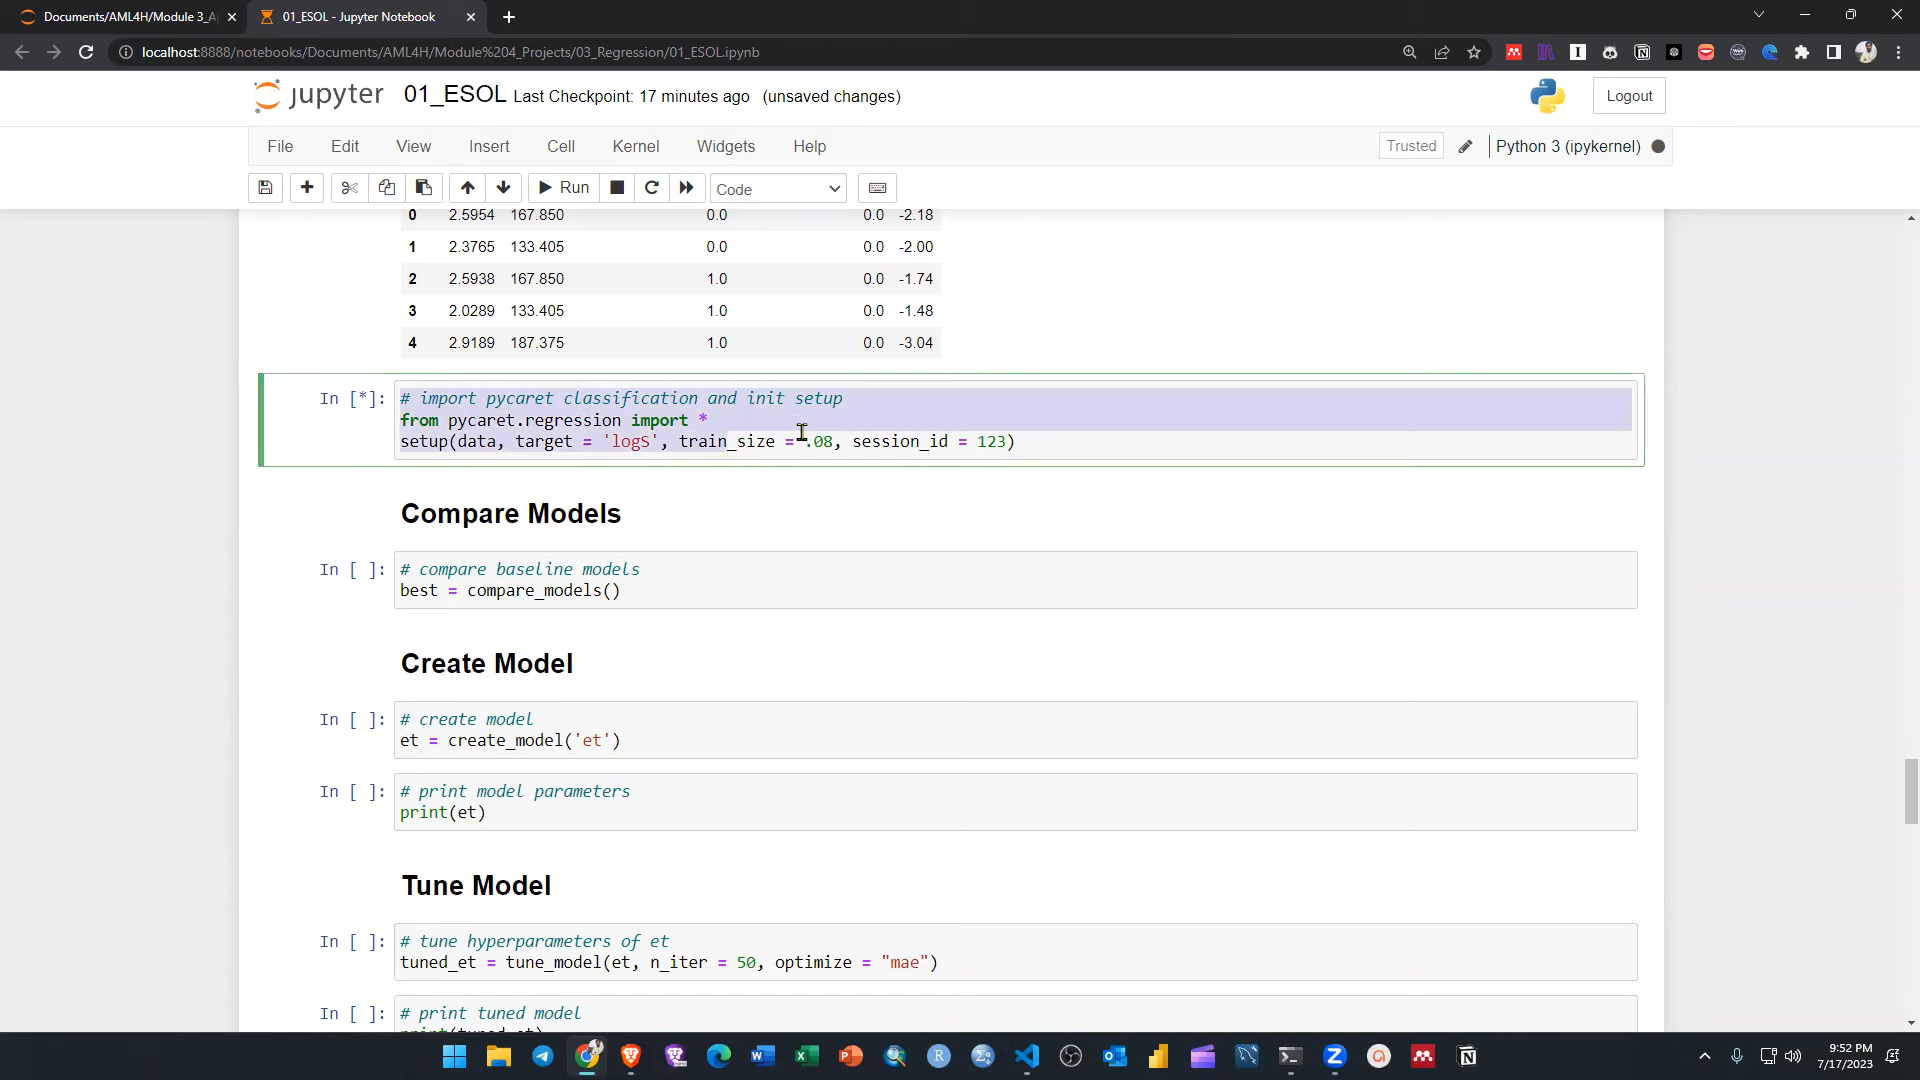 Documents/AML4H/Module 3_A
01_ESOL - Jupyter Notebook
localhost:8888/notebooks/Documents/AML4H/Module%204_Projects/03_Regression/01_ESOL.ipynb
jupyter 01_ESOL Last Checkpoint: 17 minutes ago (unsaved changes)
Logout
File Edit View Insert Cell Kernel Widgets Help
Trusted
Python 3 (ipykernel)
Run
Code
0 2.5954 167.850 0.0 0.0 -2.18
1 2.3765 133.405 0.0 0.0 -2.00
2 2.5938 167.850 1.0 0.0 -1.74
3 2.0289 133.405 1.0 0.0 -1.48
4 2.9189 187.375 1.0 0.0 -3.04
In [*]: # import pycaret classification and init setup
from pycaret.regression import *
setup(data, target = 'logS', train_size = .08, session_id = 123)
Compare Models
In [ ]: # compare baseline models
best = compare_models()
Create Model
In [ ]: # create model
et = create_model('et')
In [ ]: # print model parameters
print(et)
Tune Model
In [ ]: # tune hyperparameters of et
tuned_et = tune_model(et, n_iter = 50, optimize = "mae")
In [ ]: # print tuned model
print(tuned_et)
9:52 PM
7/17/2023